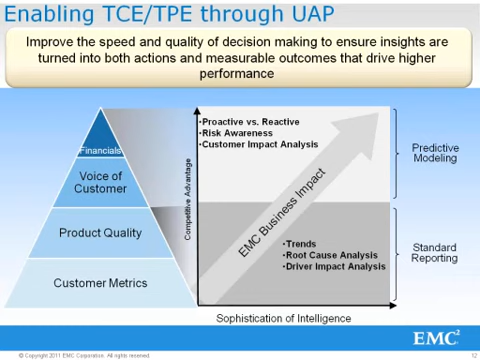 Enabling TCE/TPE through UAP
Improve the speed and quality of decision making to ensure insights are
turned into both actions and measurable outcomes that drive higher
performance
Financials
Voice of
Customer
Product Quality
Customer Metrics
Competitive Advantage
•Proactive vs. Reactive
•Risk Awareness
•Customer Impact Analysis
EMC Business Impact
•Trends
•Root Cause Analysis
•Driver Impact Analysis
Predictive
Modeling
Standard
Reporting
Sophistication of Intelligence
EMC²
© Copyright 2011 EMC Corporation. All rights reserved.
12